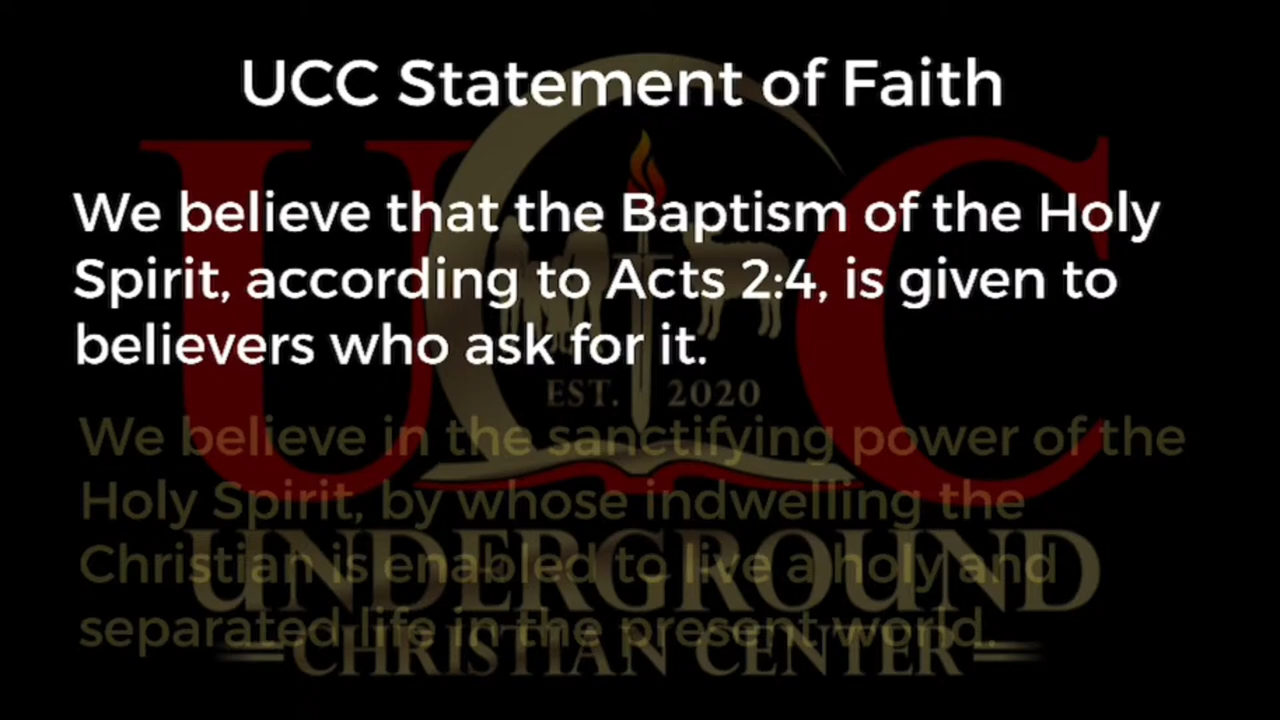 UCC Statement of Faith
We believe that the Baptism of the Holy
Spirit, according to Acts 2:4, is given to
believers who ask for it.
EST. 2020
We believe in the sanctifying power of the
Holy Spirit, by whose indwelling the
Christian is enabled to live a holy and
separated life in the present world.
UCC
UNDERGROUND
CHRISTIAN CENTER